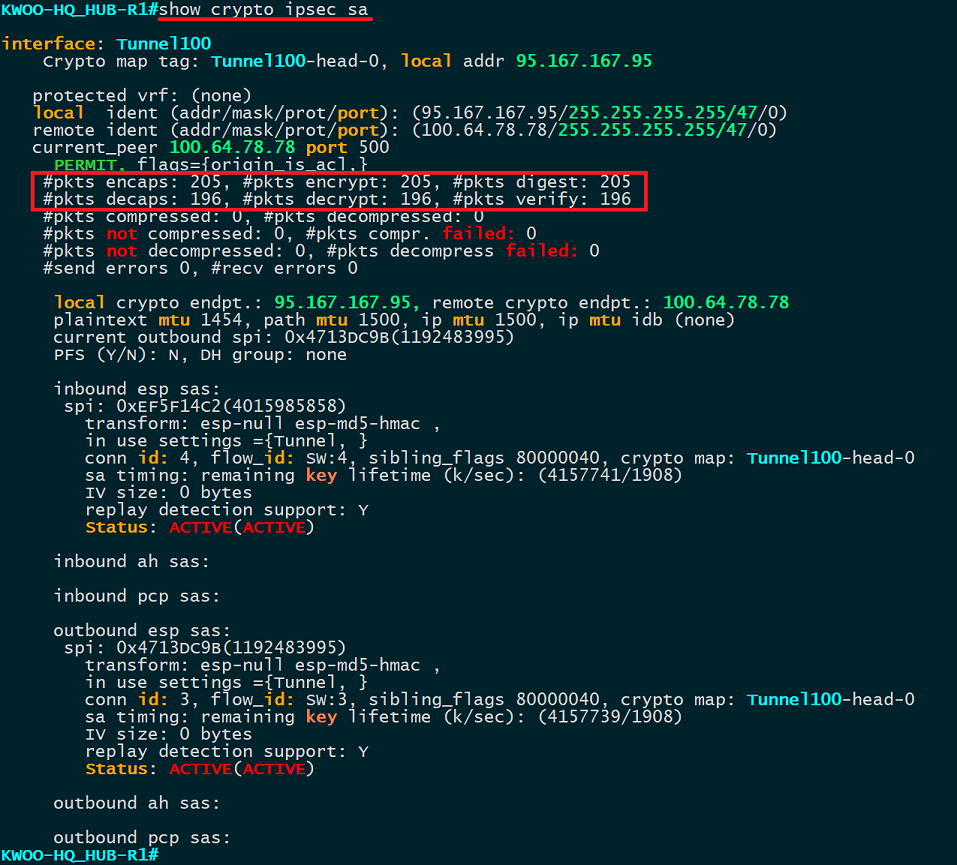 KWOO-HQ_HUB-R1#show crypto ipsec sa
interface: Tunnel100
Crypto map tag: Tunnel100-head-0, local addr 95.167.167.95
protected vrf: (none)
local  ident (addr/mask/prot/port): (95.167.167.95/255.255.255.255/47/0)
remote ident (addr/mask/prot/port): (100.64.78.78/255.255.255.255/47/0)
current_peer 100.64.78.78 port 500
PERMIT, flags={origin_is_acl,}
#pkts encaps: 205, #pkts encrypt: 205, #pkts digest: 205
#pkts decaps: 196, #pkts decrypt: 196, #pkts verify: 196
#pkts compressed: 0, #pkts decompressed: 0
#pkts not compressed: 0, #pkts compr. failed: 0
#pkts not decompressed: 0, #pkts decompress failed: 0
#send errors 0, #recv errors 0
local crypto endpt.: 95.167.167.95, remote crypto endpt.: 100.64.78.78
plaintext mtu 1454, path mtu 1500, ip mtu 1500, ip mtu idb (none)
current outbound spi: 0x4713DC9B(1192483995)
PFS (Y/N): N, DH group: none
inbound esp sas:
spi: 0xEF5F14C2(4015985858)
transform: esp-null esp-md5-hmac ,
in use settings ={Tunnel, }
conn id: 4, flow_id: SW:4, sibling_flags 80000040, crypto map: Tunnel100-head-0
sa timing: remaining key lifetime (k/sec): (4157741/1908)
IV size: 0 bytes
replay detection support: Y
Status: ACTIVE(ACTIVE)
inbound ah sas:
inbound pcp sas:
outbound esp sas:
spi: 0x4713DC9B(1192483995)
transform: esp-null esp-md5-hmac ,
in use settings ={Tunnel, }
conn id: 3, flow_id: SW:3, sibling_flags 80000040, crypto map: Tunnel100-head-0
sa timing: remaining key lifetime (k/sec): (4157739/1908)
IV size: 0 bytes
replay detection support: Y
Status: ACTIVE(ACTIVE)
outbound ah sas:
outbound pcp sas:
KWOO-HQ_HUB-R1#